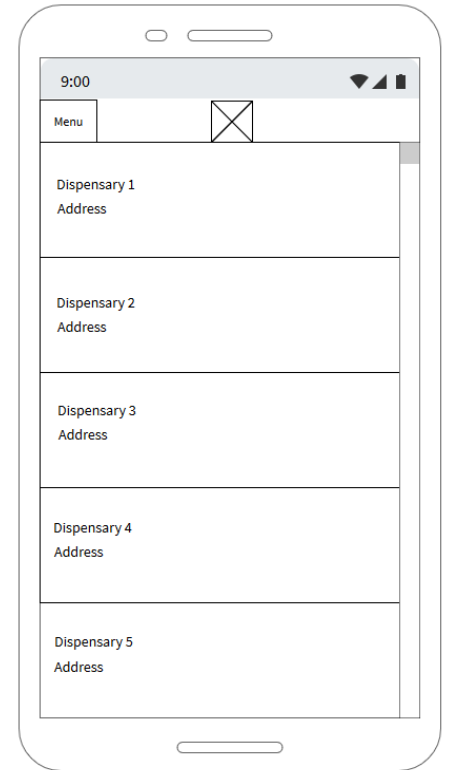 9:00
Menu
Dispensary 1
Address
Dispensary 2
Address
Dispensary 3
Address
Dispensary 4
Address
Dispensary 5
Address